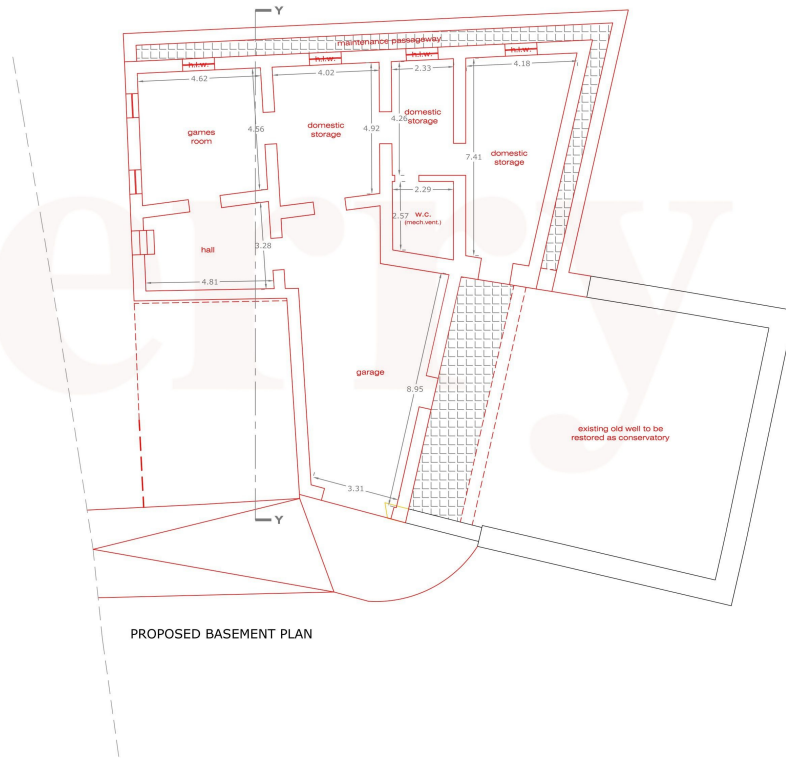 Y
maintenance passageway
h.l.w.
h.l.w.
h.l.w.
h.l.w.
4.62
4.02
2.33
4.18
games
room
4.56
domestic
storage
4.92
4.26
domestic
storage
7.41
domestic
storage
2.29
2.57
w.c.
(mech.vent.)
hall
3.28
4.81
garage
8.95
existing old well to be
restored as conservatory
3.31
Y
PROPOSED BASEMENT PLAN
erry